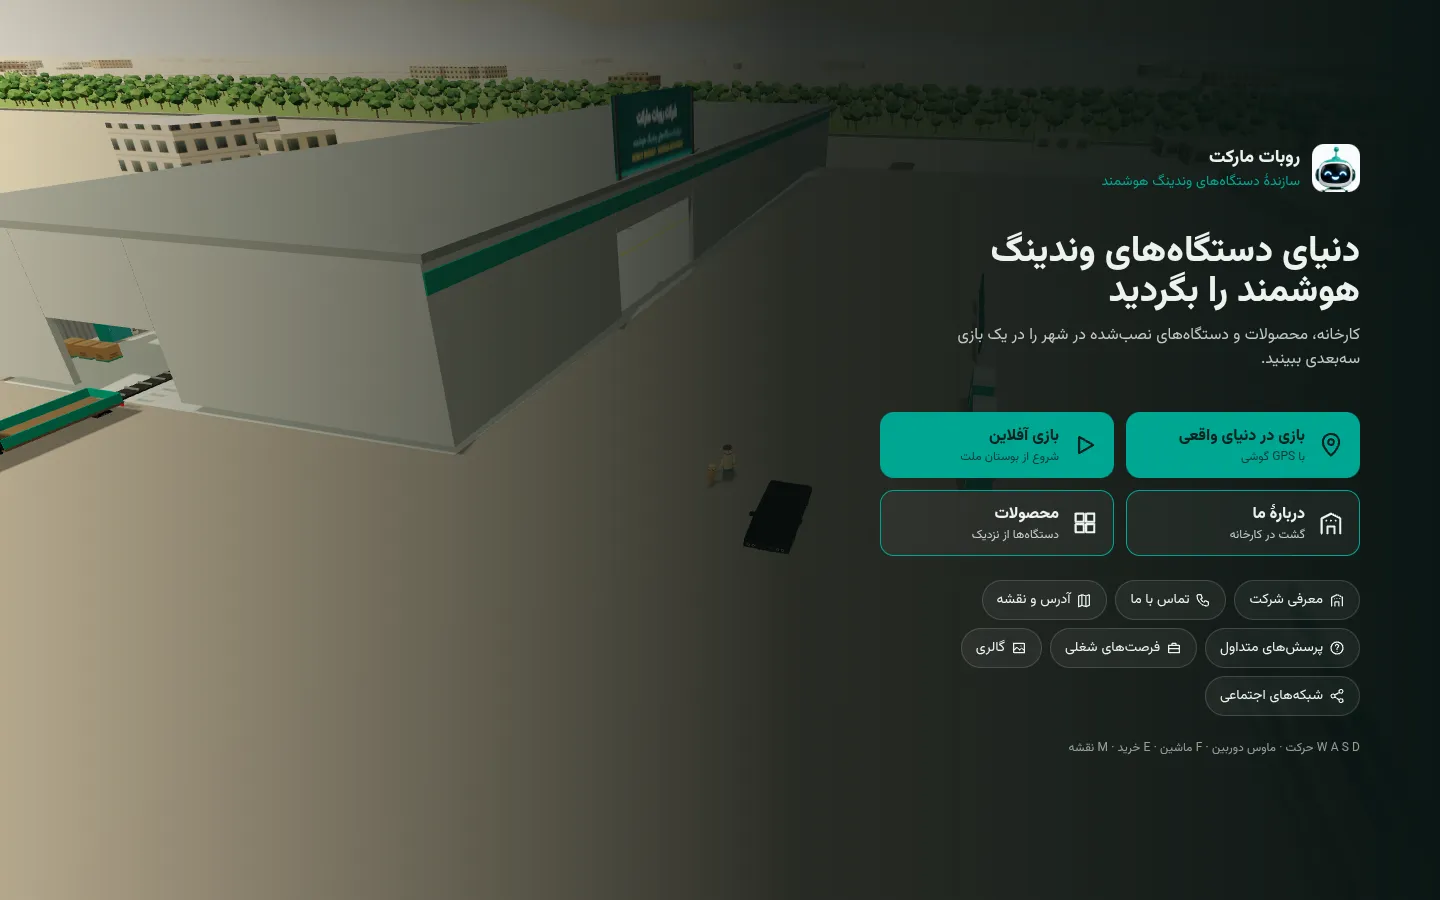 روبات مارکت
سازندهٔ دستگاه‌های وندینگ هوشمند
دنیای دستگاه‌های وندینگ
هوشمند را بگردید
کارخانه، محصولات و دستگاه‌های نصب‌شده در شهر را در یک بازی
سه‌بعدی ببینید.
بازی در دنیای واقعی
با GPS گوشی
بازی آفلاین
شروع از بوستان ملت
دربارهٔ ما
گشت در کارخانه
محصولات
دستگاه‌ها از نزدیک
معرفی شرکت
تماس با ما
آدرس و نقشه
پرسش‌های متداول
فرصت‌های شغلی
گالری
شبکه‌های اجتماعی
W A S D حرکت · ماوس دوربین · F ماشین · E خرید · M نقشه